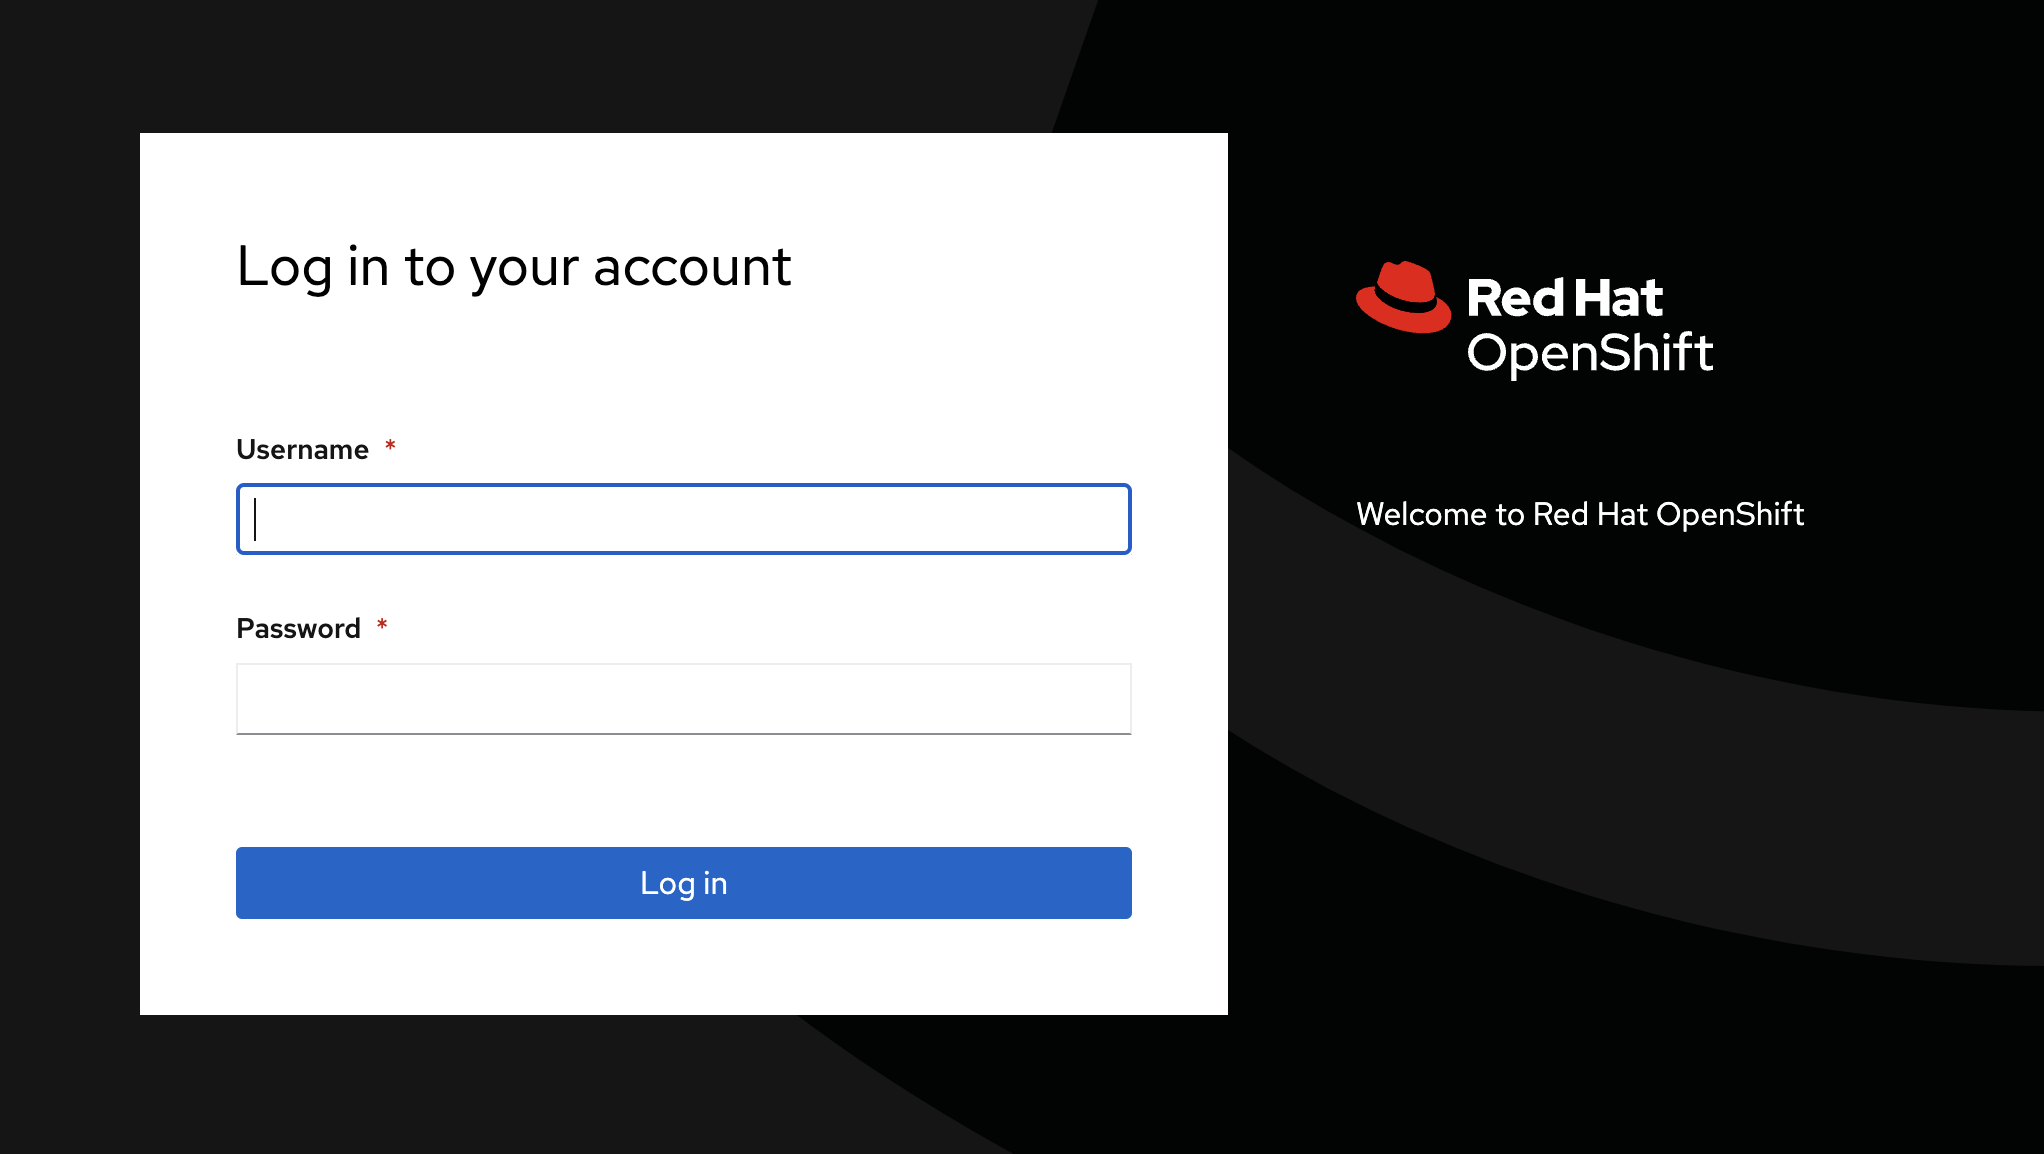 Log in to your account
Username *
Password *
Log in
Red Hat
OpenShift
Welcome to Red Hat OpenShift